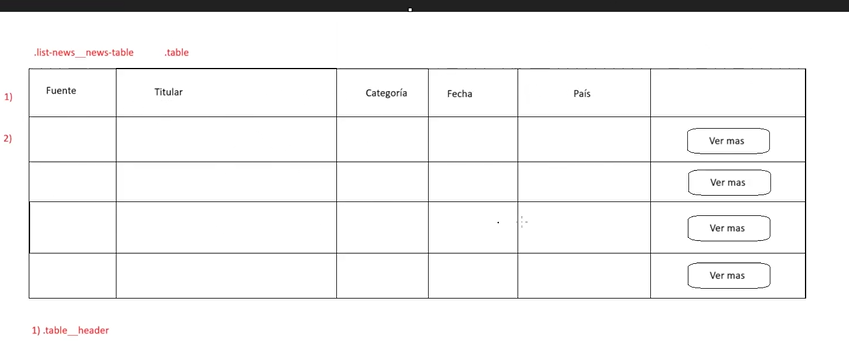 .list-news__news-table .table
1) Fuente Titular Categoría Fecha País
2) Ver mas
Ver mas
Ver mas
Ver mas
1) .table__header